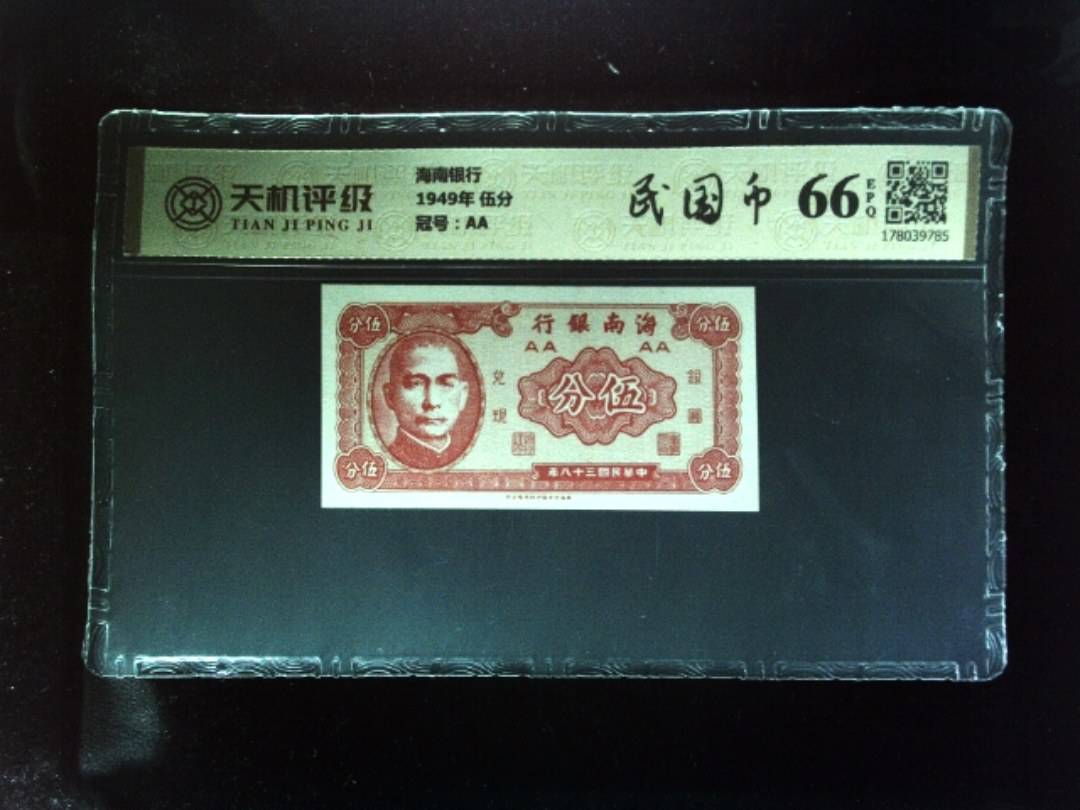 天机评级
TIAN JI PING JI
海南银行
1949年 伍分
冠号:AA
民国币 66 EPQ
178039785
分伍
行銀南海
分伍
AA AA
兌現
分伍
銀圓
分伍
年八十三國民華中
分伍